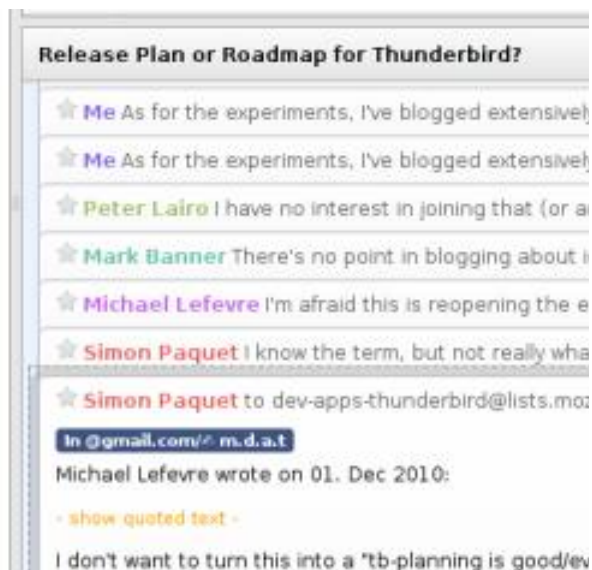 Release Plan or Roadmap for Thunderbird?
Me As for the experiments, I've blogged extensively
Me As for the experiments, I've blogged extensively
Peter Lairo I have no interest in joining that (or
Mark Banner There's no point in blogging about
Michael Lefevre I'm afraid this is reopening the
Simon Paquet I know the term, but not really
Simon Paquet to dev-apps-thunderbird@lists.moz
In @gmail.com/ m.d.a.t
Michael Lefevre wrote on 01. Dec 2010:
- show quoted text -
I don't want to turn this into a "tb-planning is good/ev